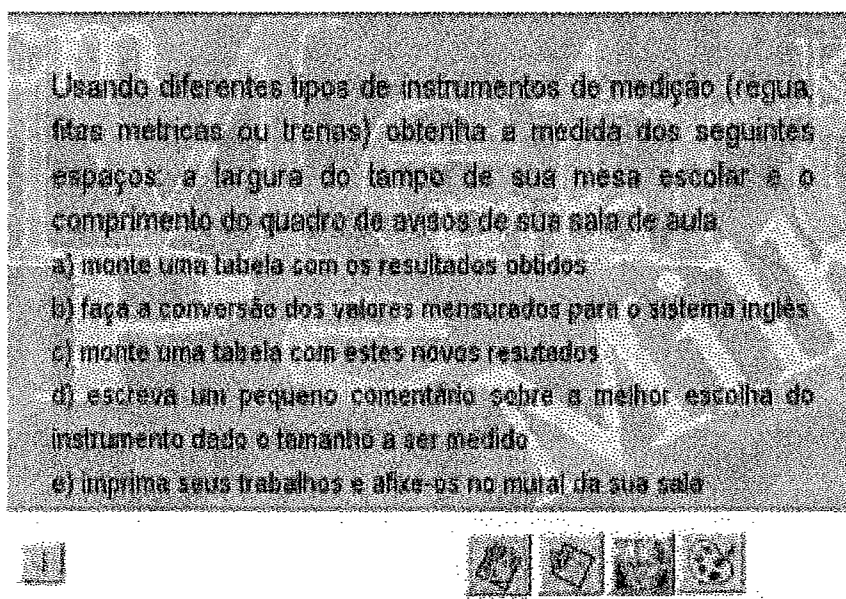 Usando diferentes tipos de instrumentos de medição (regua,
fitas métricas ou trenas) obtenha a medida dos seguintes
espaços: a largura do tampo de sua mesa escolar e o
comprimento do quadro de avisos de sua sala de aula
a) monte uma tabela com os resultados obtidos
b) faça a conversão dos valores mensurados para o sistema inglês
c) monte uma tabela com estes novos resutados
d) escreva um pequeno comentário sobre a melhor escolha do
instrumento dado o tamanho a ser medido
e) imprima seus trabalhos e afixe-os no mural da sua sala